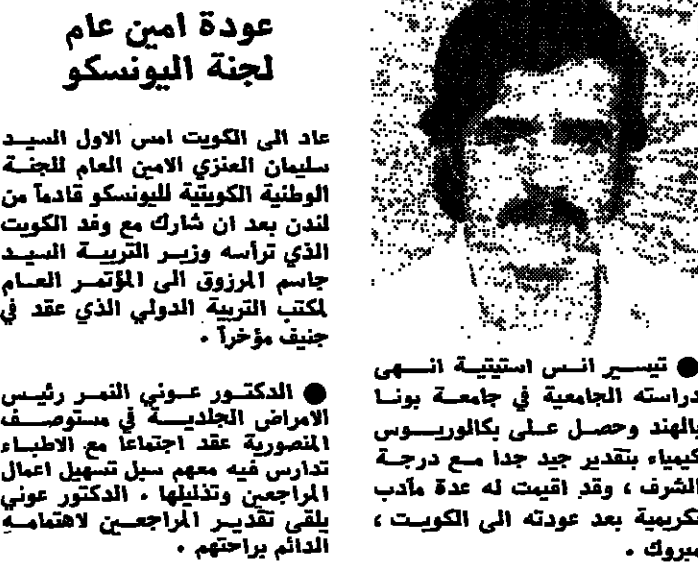 ● تيسير انس استيتية انهى
دراسته الجامعية في جامعة بونا
بالهند وحصل على بكالوريوس
كيمياء بتقدير جيد جدا مع درجة
الشرف ، وقد اقيمت له عدة مآدب
تكريمية بعد عودته الى الكويت ،
مبروك .
عودة امين عام
لجنة اليونسكو
عاد الى الكويت امس الاول السيد
سليمان العنزي الامين العام للجنة
الوطنية الكويتية لليونسكو قادماً من
لندن بعد ان شارك مع وفد الكويت
الذي ترأسه وزير التربية السيد
جاسم المرزوق الى المؤتمر العام
لمكتب التربية الدولي الذي عقد في
جنيف مؤخراً .
● الدكتور عوني النمر رئيس
الامراض الجلدية في مستوصف
المنصورية عقد اجتماعا مع الاطباء
تدارس فيه معهم سبل تسهيل اعمال
المراجعين وتذليلها . الدكتور عوني
يلقى تقدير المراجعين لاهتمامه
الدائم براحتهم .